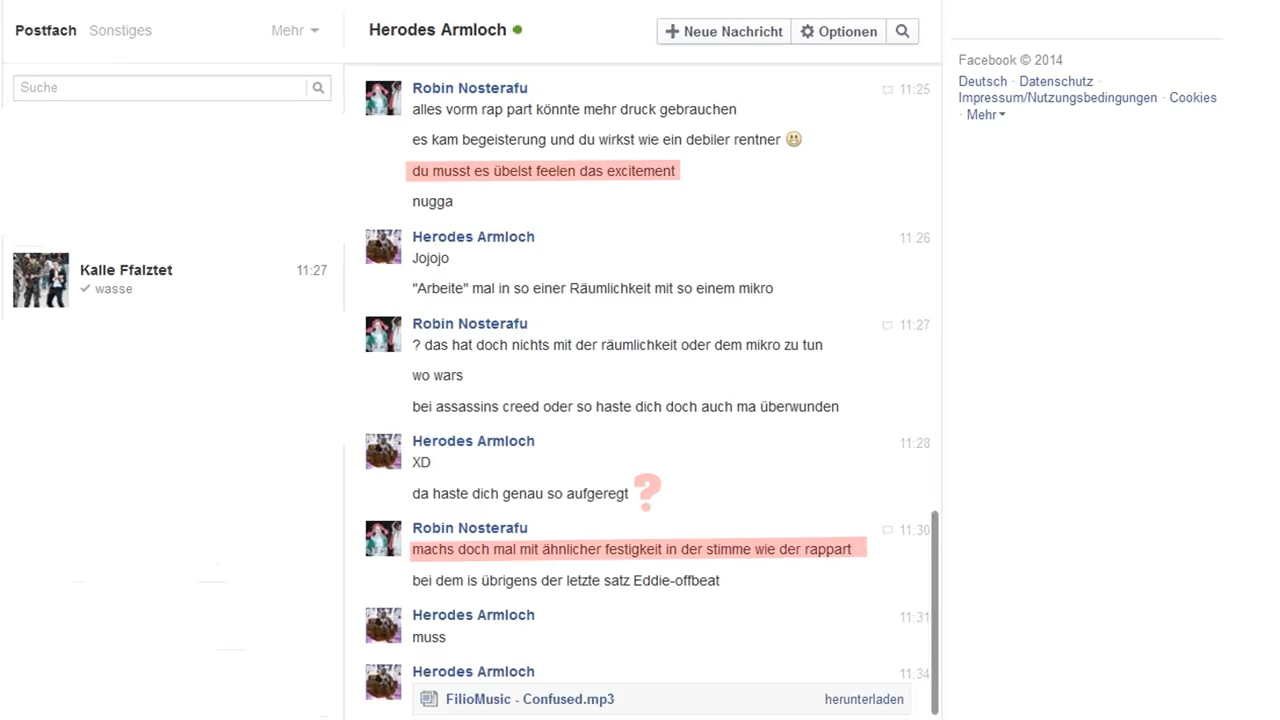 Postfach Sonstiges Mehr
Suche
Kalle Ffalztet 11:27
wasse
Herodes Armloch
Neue Nachricht Optionen
Robin Nosterafu 11:25
alles vorm rap part könnte mehr druck gebrauchen
es kam begeisterung und du wirkst wie ein debiler rentner
du musst es übelst feelen das excitement
nugga
Herodes Armloch 11:26
Jojojo
"Arbeite" mal in so einer Räumlichkeit mit so einem mikro
Robin Nosterafu 11:27
? das hat doch nichts mit der räumlichkeit oder dem mikro zu tun
wo wars
bei assassins creed oder so haste dich doch auch ma überwunden
Herodes Armloch 11:28
XD
da haste dich genau so aufgeregt ?
Robin Nosterafu 11:30
machs doch mal mit ähnlicher festigkeit in der stimme wie der rappart
bei dem is übrigens der letzte satz Eddie-offbeat
Herodes Armloch 11:31
muss
Herodes Armloch 11:34
FilioMusic - Confused.mp3 herunterladen
Facebook © 2014
Deutsch · Datenschutz ·
Impressum/Nutzungsbedingungen · Cookies
· Mehr